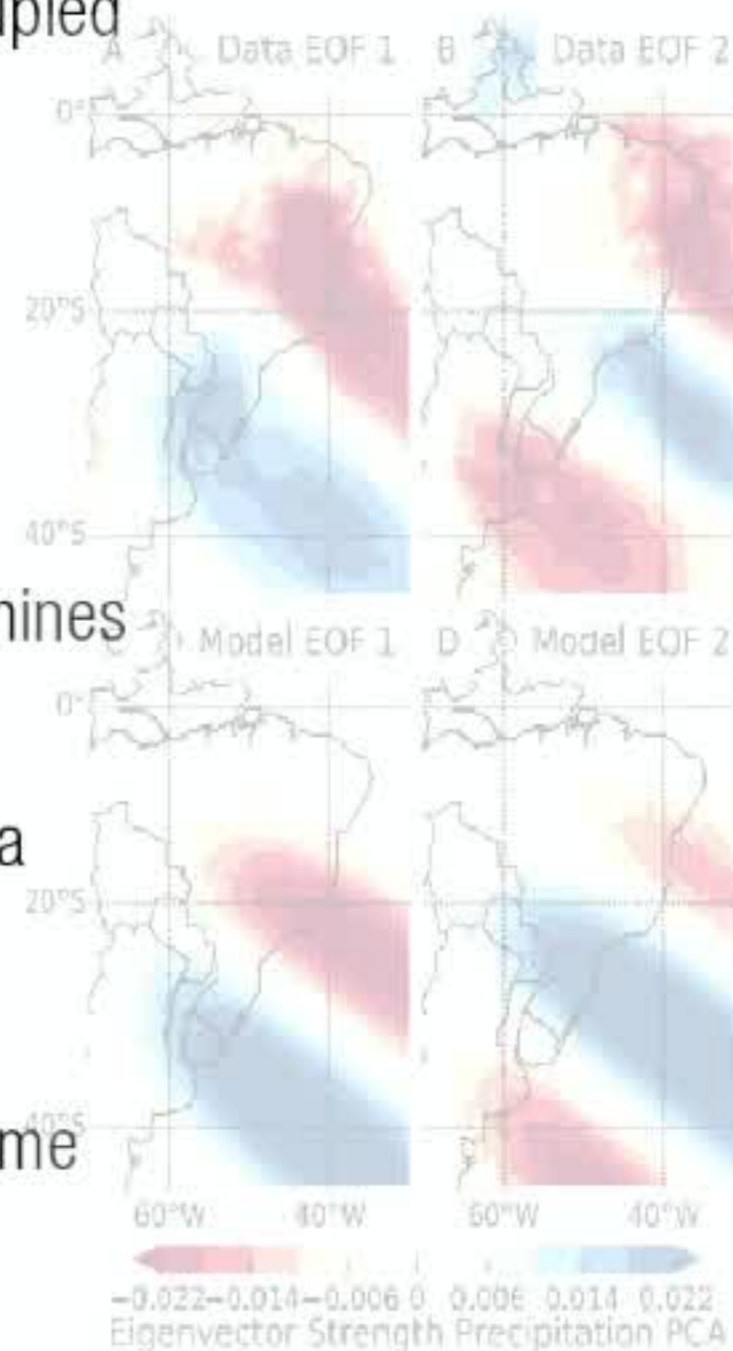 upied
A Data EOF 1 B Data EOF 2
0°
20°S
40°S
nines
Model EOF 1 D Model EOF 2
0°
a
20°S
40°S
me
60°W 40°W 60°W 40°W
−0.022−0.014−0.006 0 0.006 0.014 0.022
Eigenvector Strength Precipitation PCA